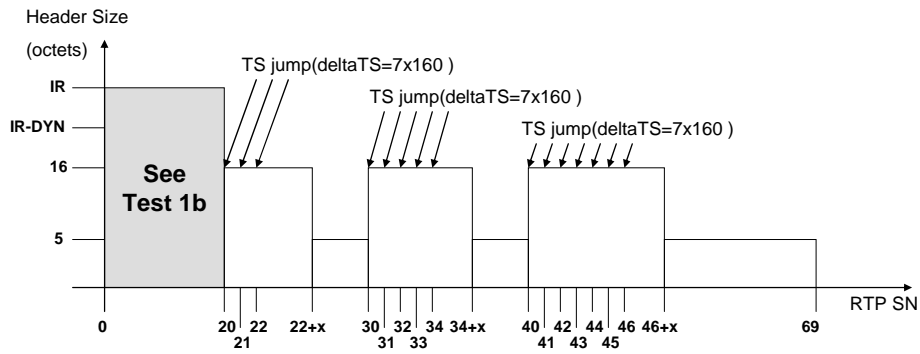 Header Size
(octets)
TS jump(deltaTS=7x160 )
TS jump(deltaTS=7x160 )
TS jump(deltaTS=7x160 )
IR
IR-DYN
16
5
See
Test 1b
RTP SN
0 20 22 22+x 30 32 34 34+x 40 42 44 46 46+x 69
21 31 33 41 43 45